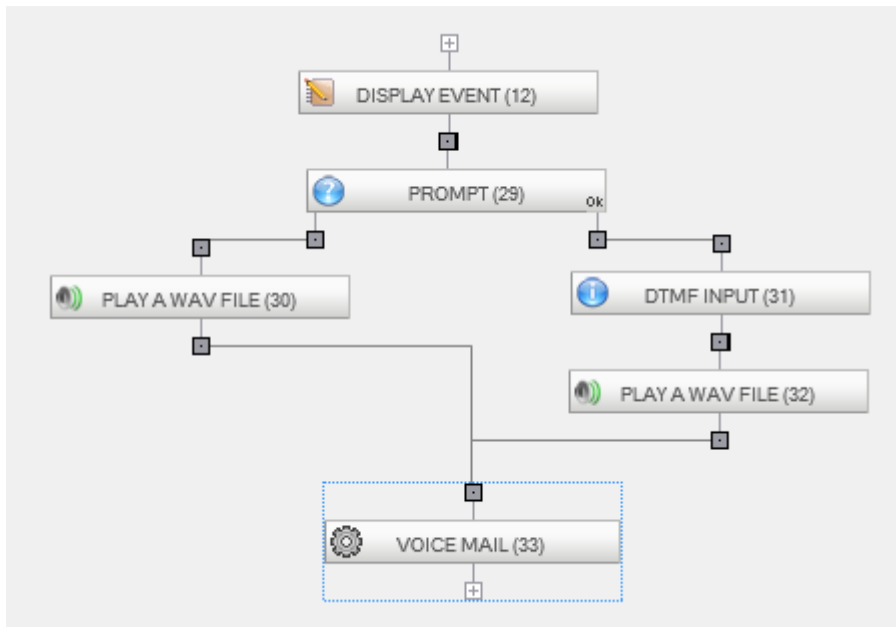 DISPLAY EVENT (12)
PROMPT (29)
Ok
PLAY A WAV FILE (30)
DTMF INPUT (31)
PLAY A WAV FILE (32)
VOICE MAIL (33)